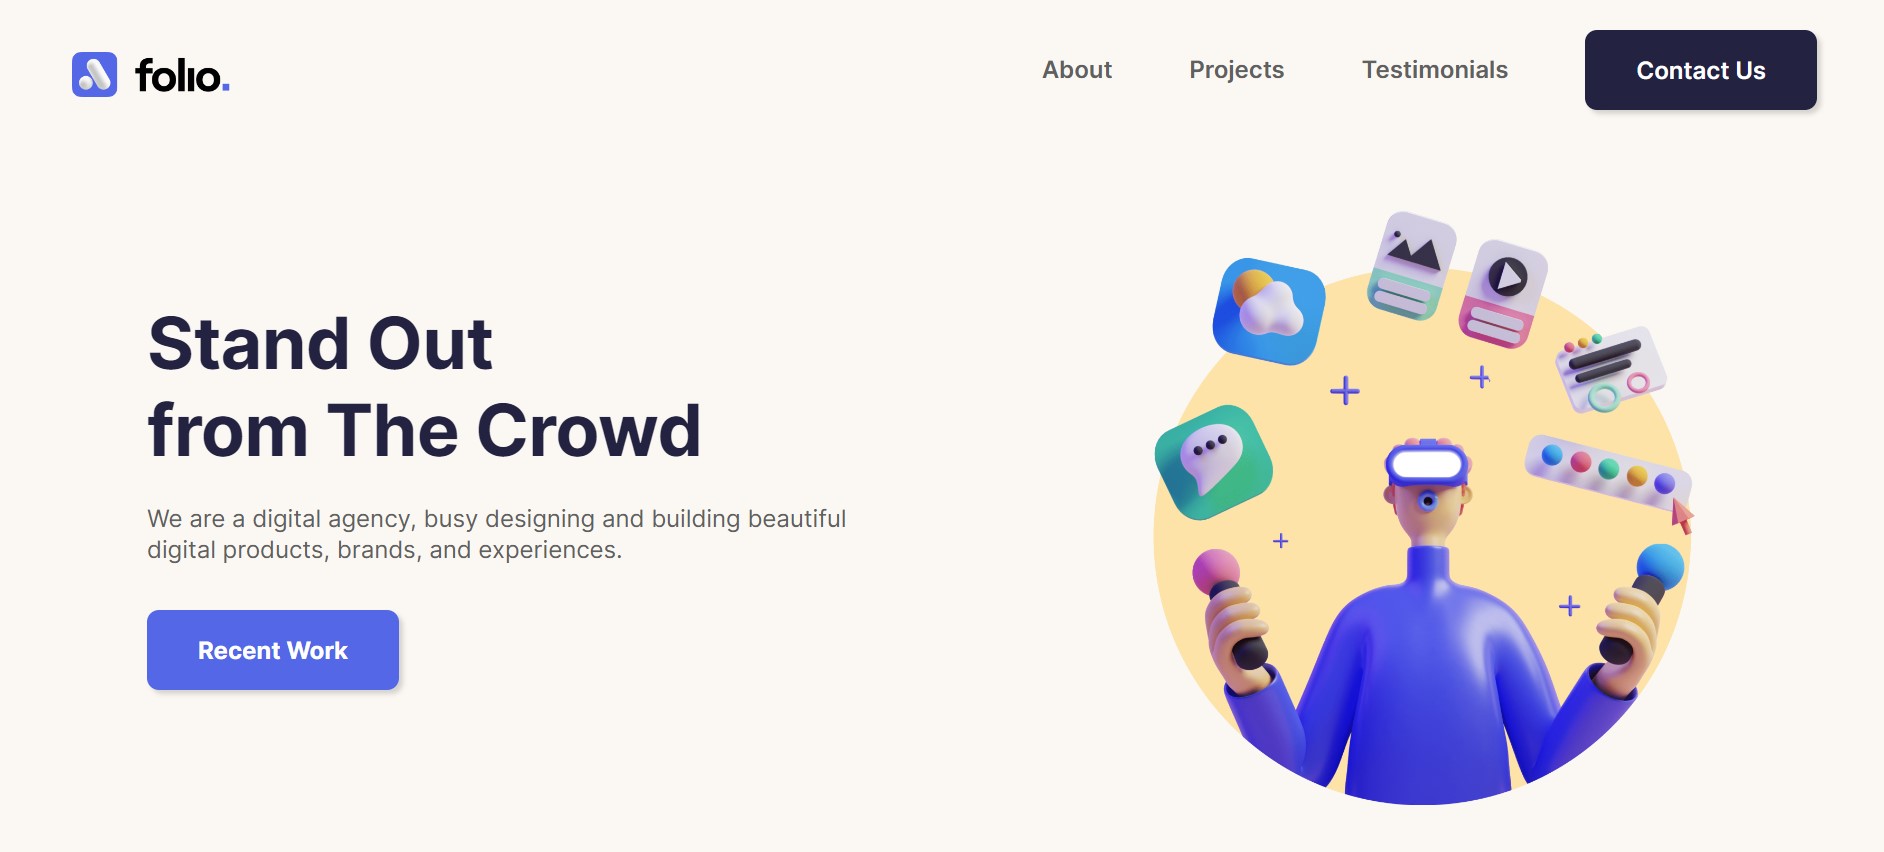 folio.
About
Projects
Testimonials
Contact Us
Stand Out
from The Crowd
We are a digital agency, busy designing and building beautiful
digital products, brands, and experiences.
Recent Work